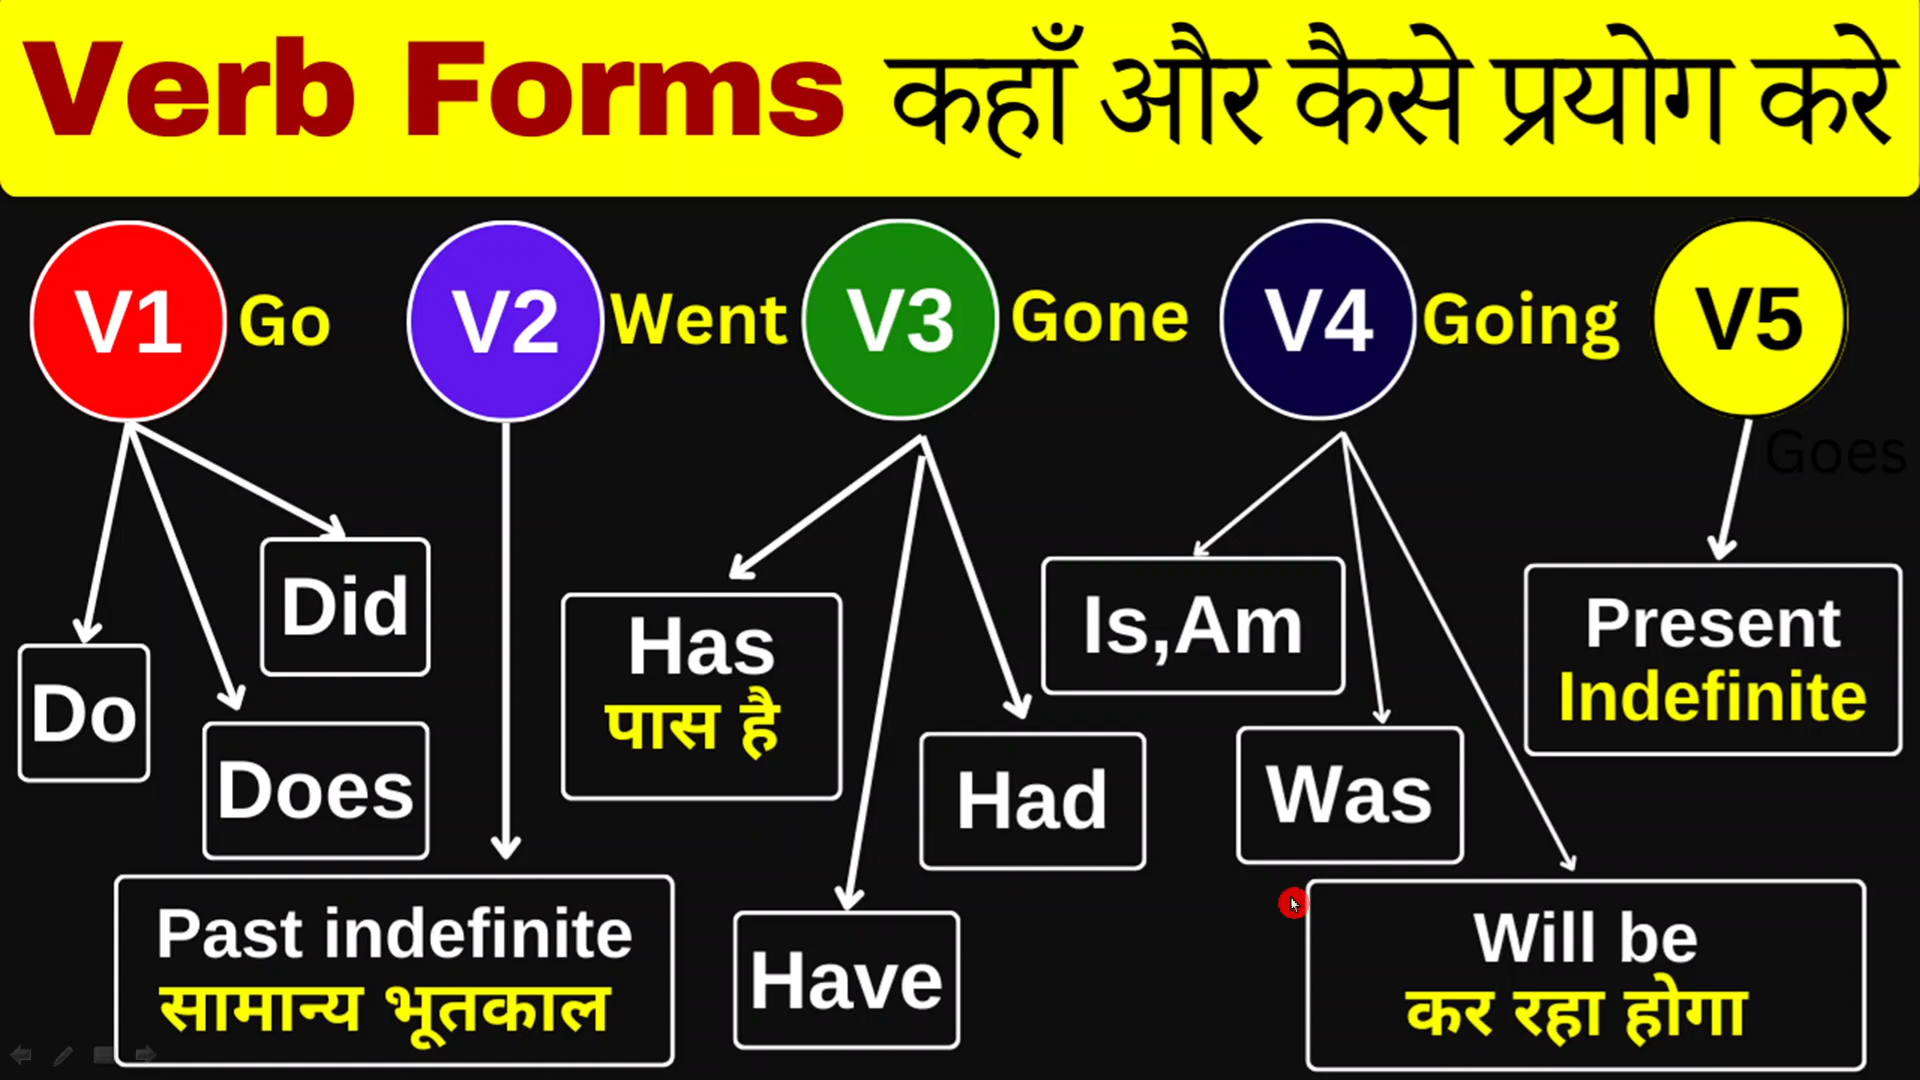 Verb Forms कहाँ और कैसे प्रयोग करे
V1 Go
V2 Went
V3 Gone
V4 Going
V5
Goes
Do
Does
Did
Past indefinite
सामान्य भूतकाल
Has
पास है
Have
Had
Is,Am
Was
Will be
कर रहा होगा
Present
Indefinite